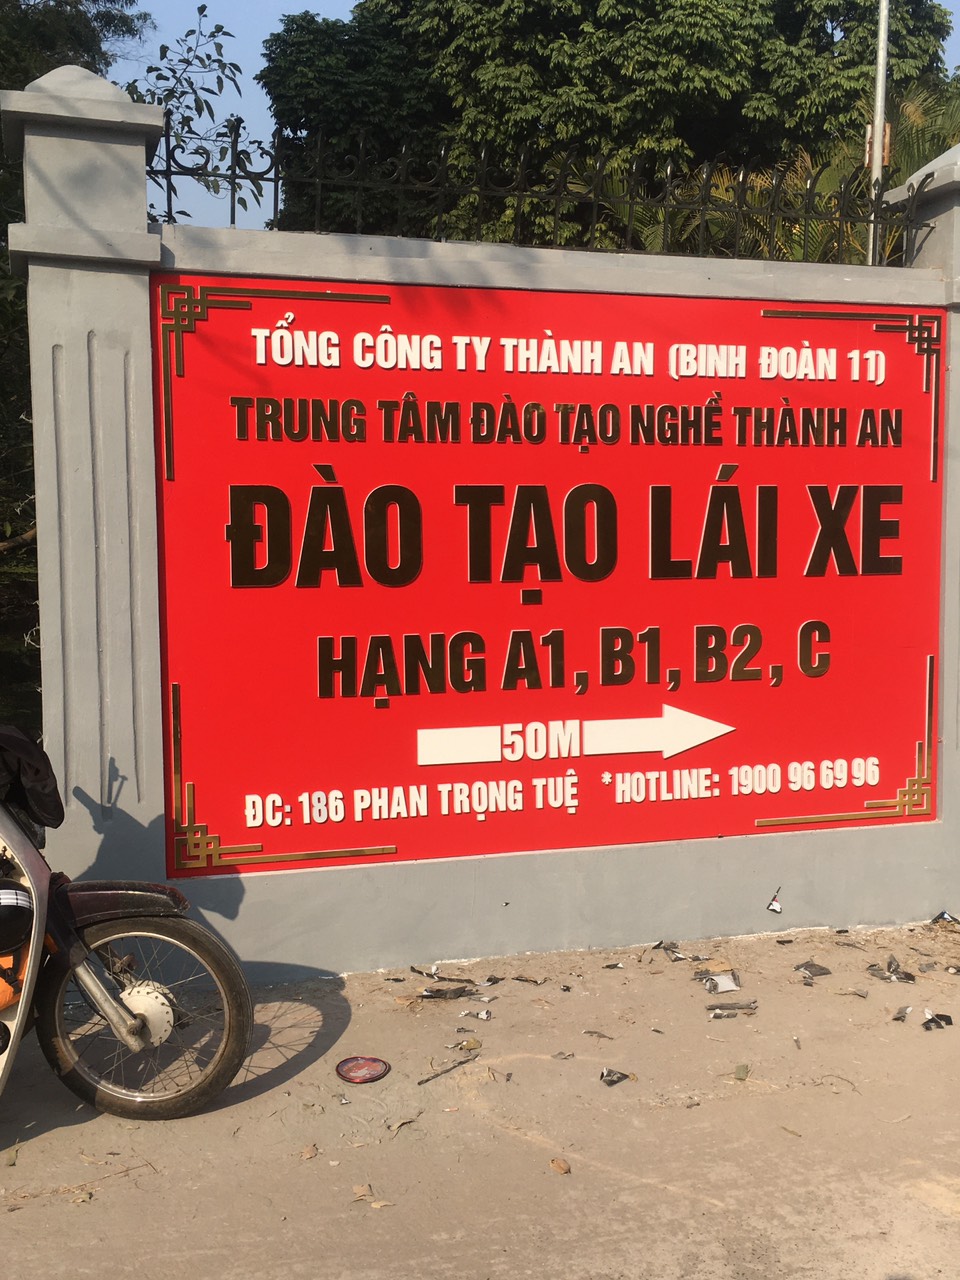 TỔNG CÔNG TY THÀNH AN (BINH ĐOÀN 11)
TRUNG TÂM ĐÀO TẠO NGHỀ THÀNH AN
ĐÀO TẠO LÁI XE
HẠNG A1, B1, B2, C
50M
ĐC: 186 PHAN TRỌNG TUỆ *HOTLINE: 1900 96 69 96